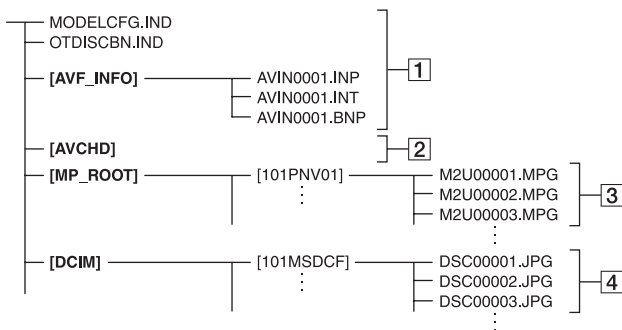 MODELCFG.IND
OTDISCBN.IND
[AVF_INFO] AVIN0001.INP
AVIN0001.INT
AVIN0001.BNP
1
[AVCHD]
2
[MP_ROOT] [101PNV01] M2U00001.MPG
M2U00002.MPG
M2U00003.MPG
3
[DCIM] [101MSDCF] DSC00001.JPG
DSC00002.JPG
DSC00003.JPG
4